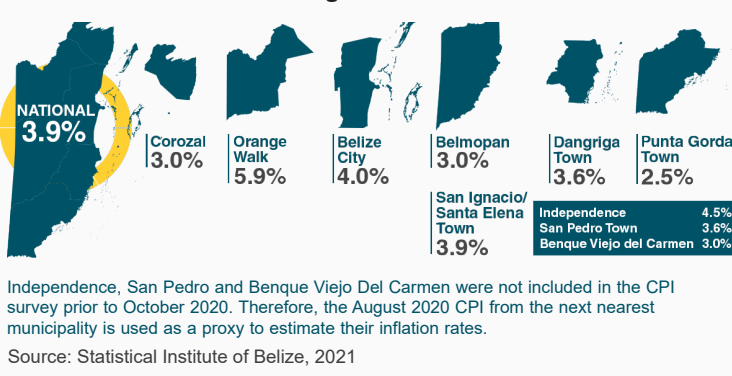 NATIONAL
3.9%
Corozal
3.0%
Orange
Walk
5.9%
Belize
City
4.0%
Belmopan
3.0%
San Ignacio/
Santa Elena
Town
3.9%
Dangriga
Town
3.6%
Punta Gorda
Town
2.5%
Independence 4.5%
San Pedro Town 3.6%
Benque Viejo del Carmen 3.0%
Independence, San Pedro and Benque Viejo Del Carmen were not included in the CPI
survey prior to October 2020. Therefore, the August 2020 CPI from the next nearest
municipality is used as a proxy to estimate their inflation rates.
Source: Statistical Institute of Belize, 2021